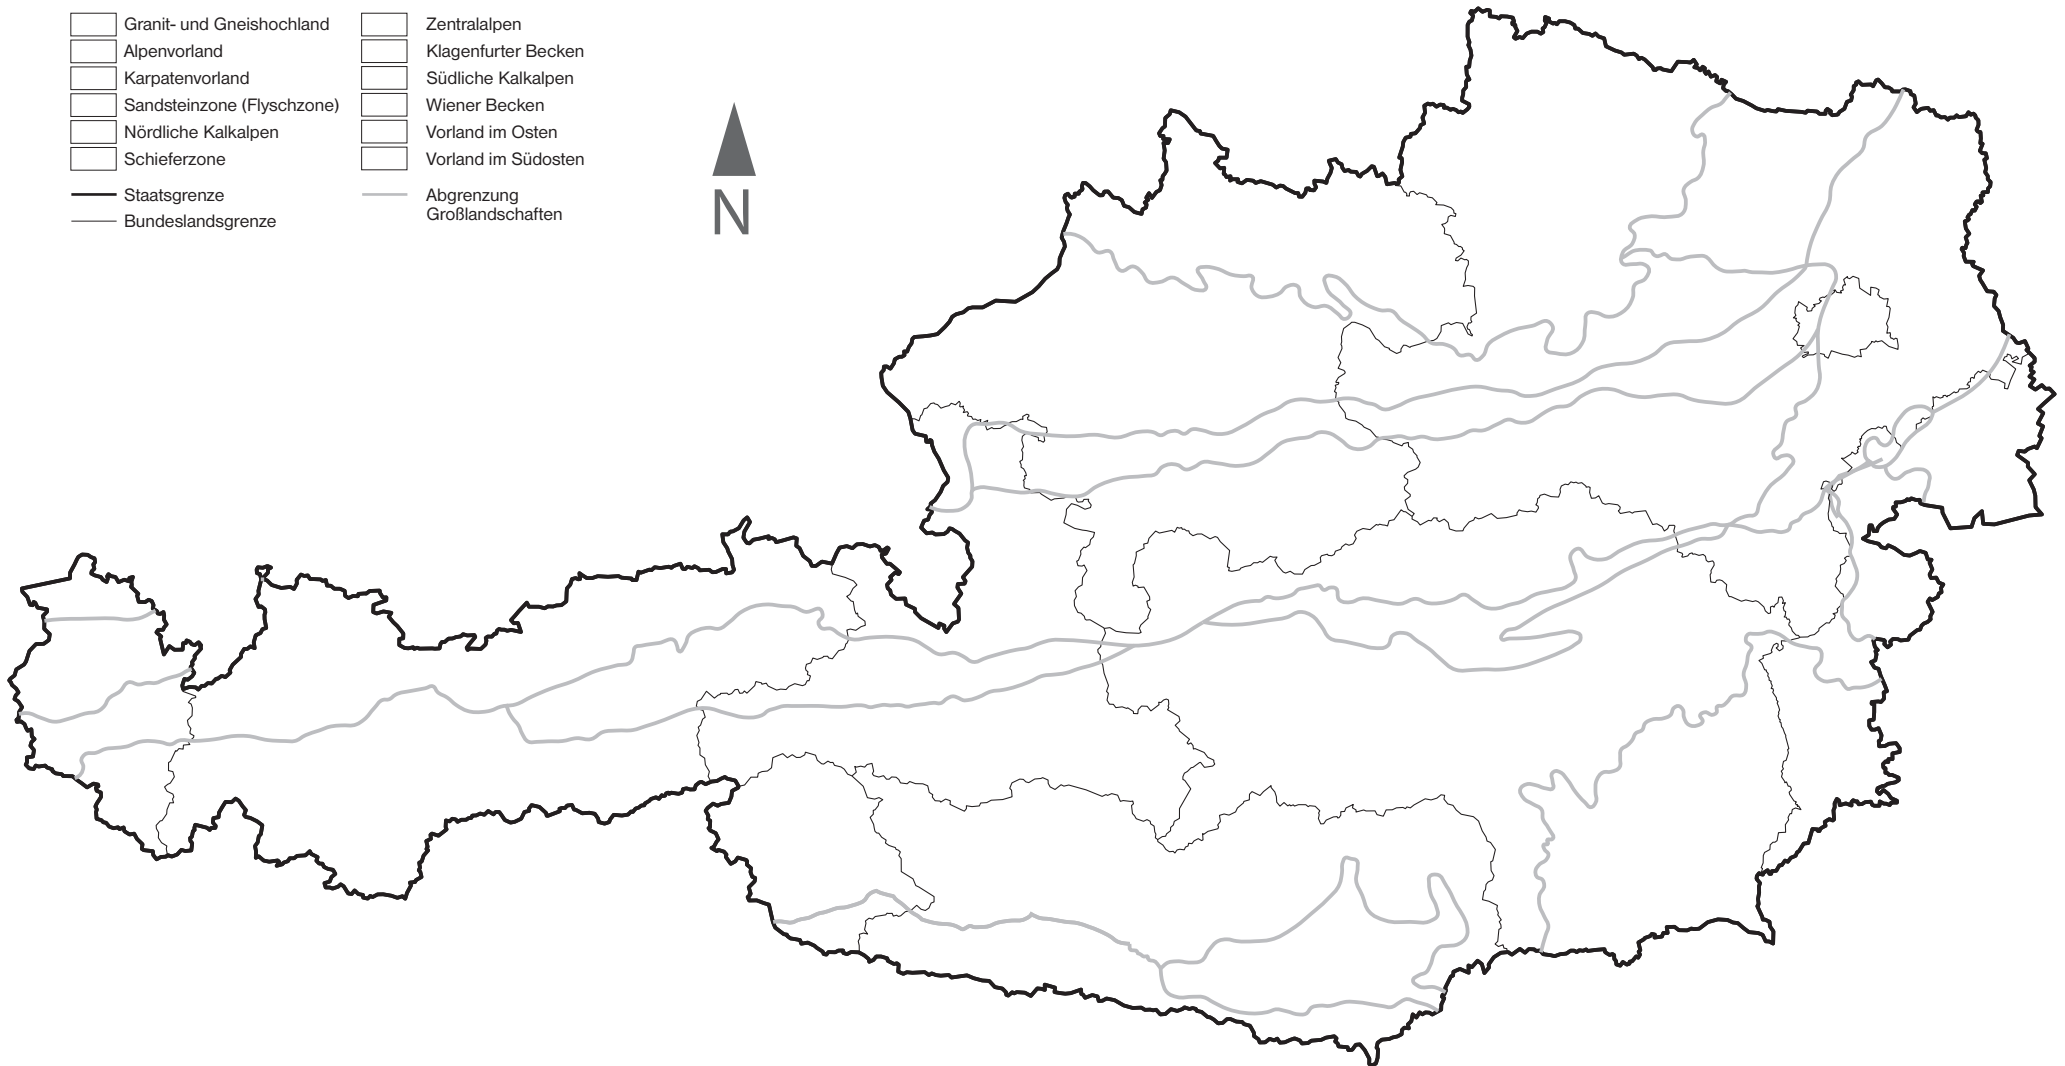 Granit- und Gneishochland
Alpenvorland
Karpatenvorland
Sandsteinzone (Flyschzone)
Nördliche Kalkalpen
Schieferzone
Staatsgrenze
Bundeslandsgrenze
Zentralalpen
Klagenfurter Becken
Südliche Kalkalpen
Wiener Becken
Vorland im Osten
Vorland im Südosten
Abgrenzung
Großlandschaften
N